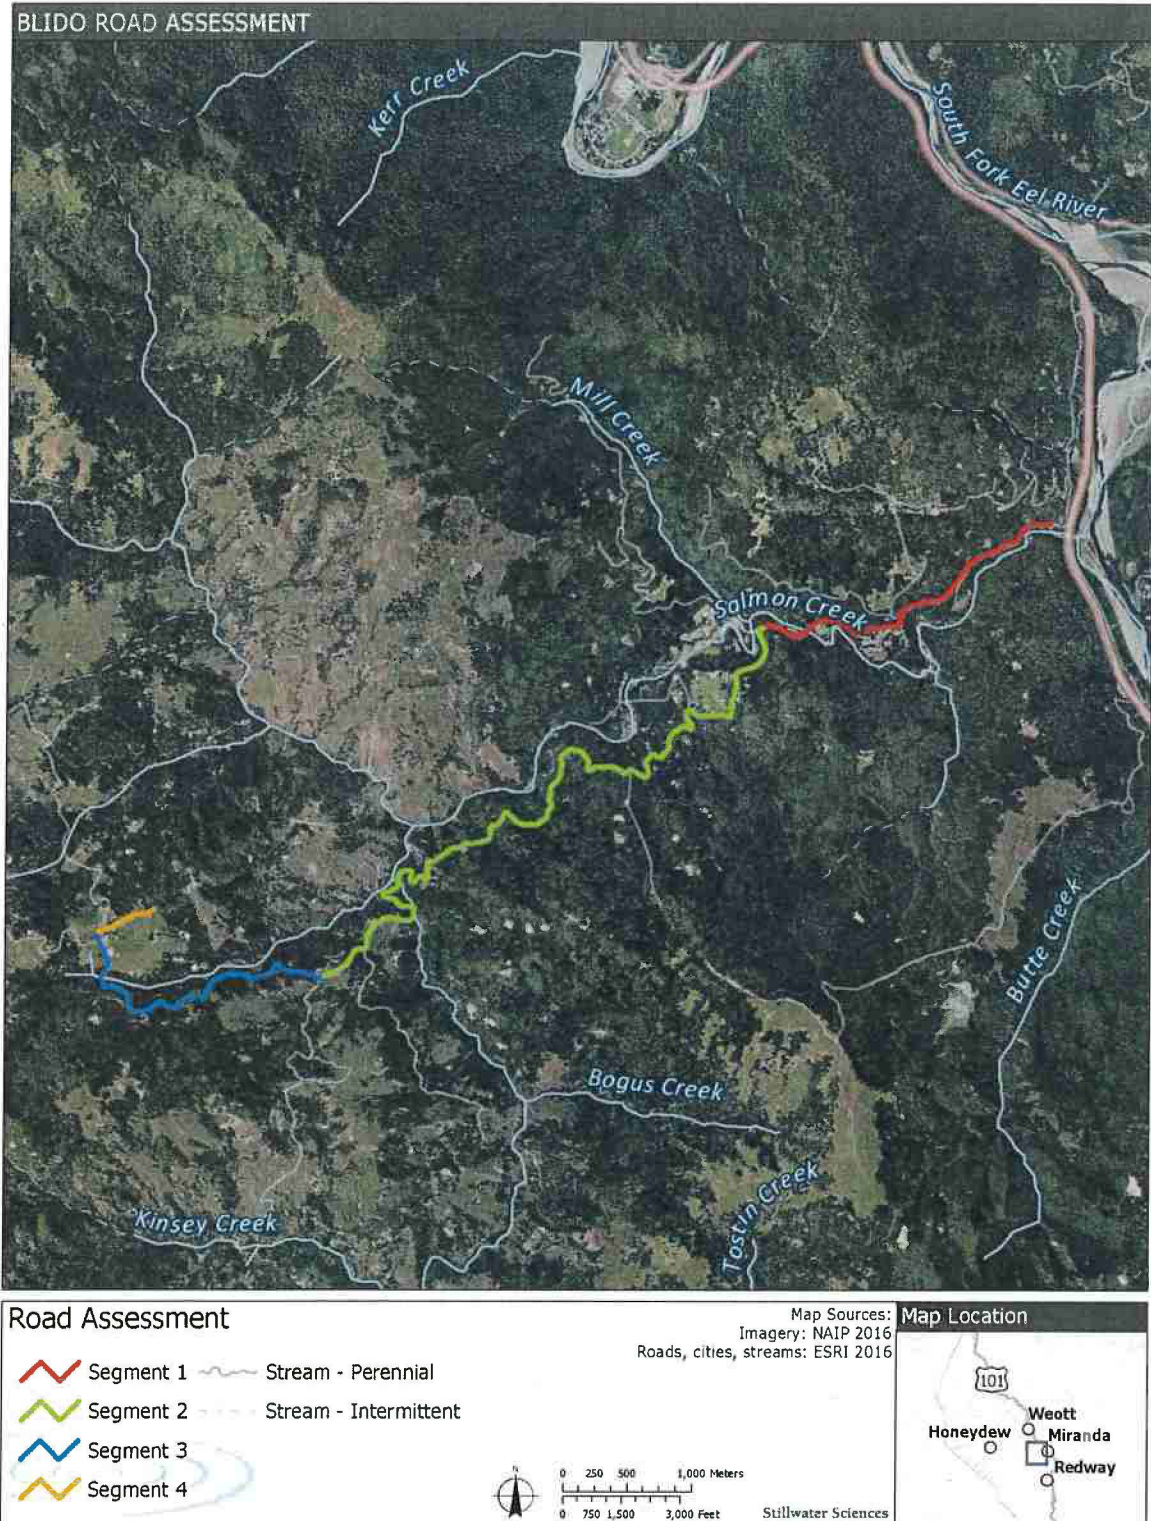 BLIDO ROAD ASSESSMENT
Kerr Creek
South Fork Eel River
Mill Creek
Salmon Creek
Butte Creek
Bogus Creek
Tostin Creek
Kinsey Creek
Road Assessment
Segment 1
Stream - Perennial
Segment 2
Stream - Intermittent
Segment 3
Segment 4
Map Sources:
Imagery: NAIP 2016
Roads, cities, streams: ESRI 2016
N
0 250 500 1,000 Meters
0 750 1,500 3,000 Feet
Stillwater Sciences
Map Location
101
Weott
Honeydew
Miranda
Redway